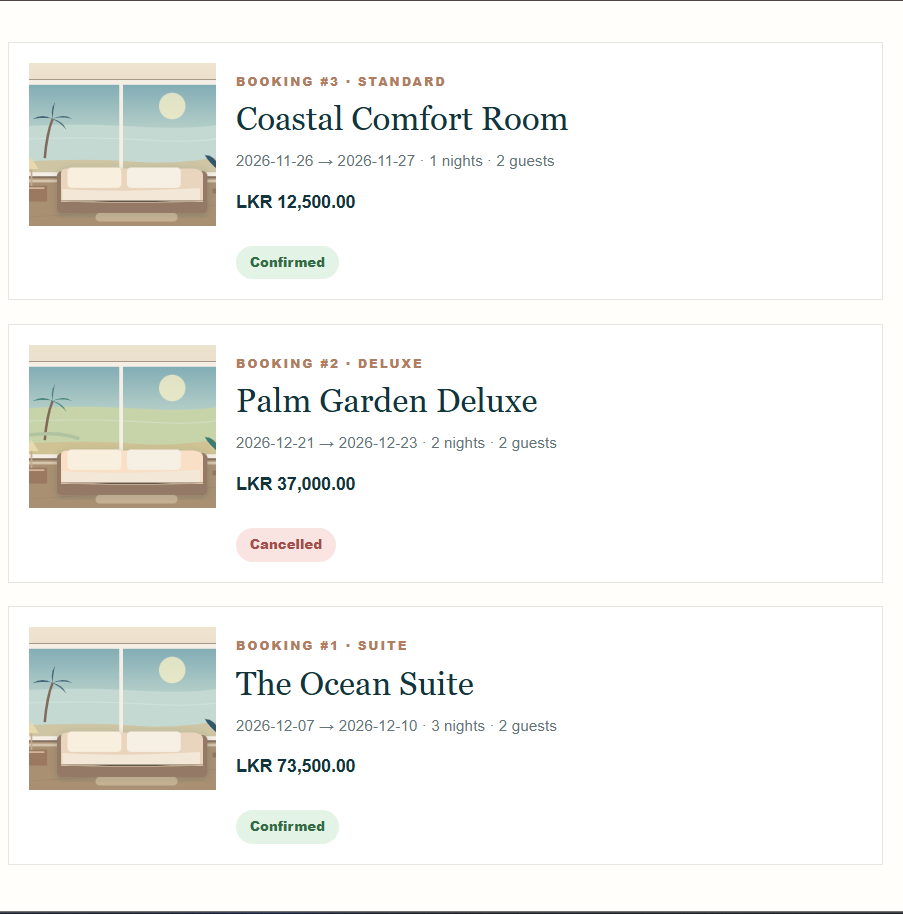 BOOKING #3 · STANDARD
Coastal Comfort Room
2026-11-26 → 2026-11-27 · 1 nights · 2 guests
LKR 12,500.00
Confirmed
BOOKING #2 · DELUXE
Palm Garden Deluxe
2026-12-21 → 2026-12-23 · 2 nights · 2 guests
LKR 37,000.00
Cancelled
BOOKING #1 · SUITE
The Ocean Suite
2026-12-07 → 2026-12-10 · 3 nights · 2 guests
LKR 73,500.00
Confirmed